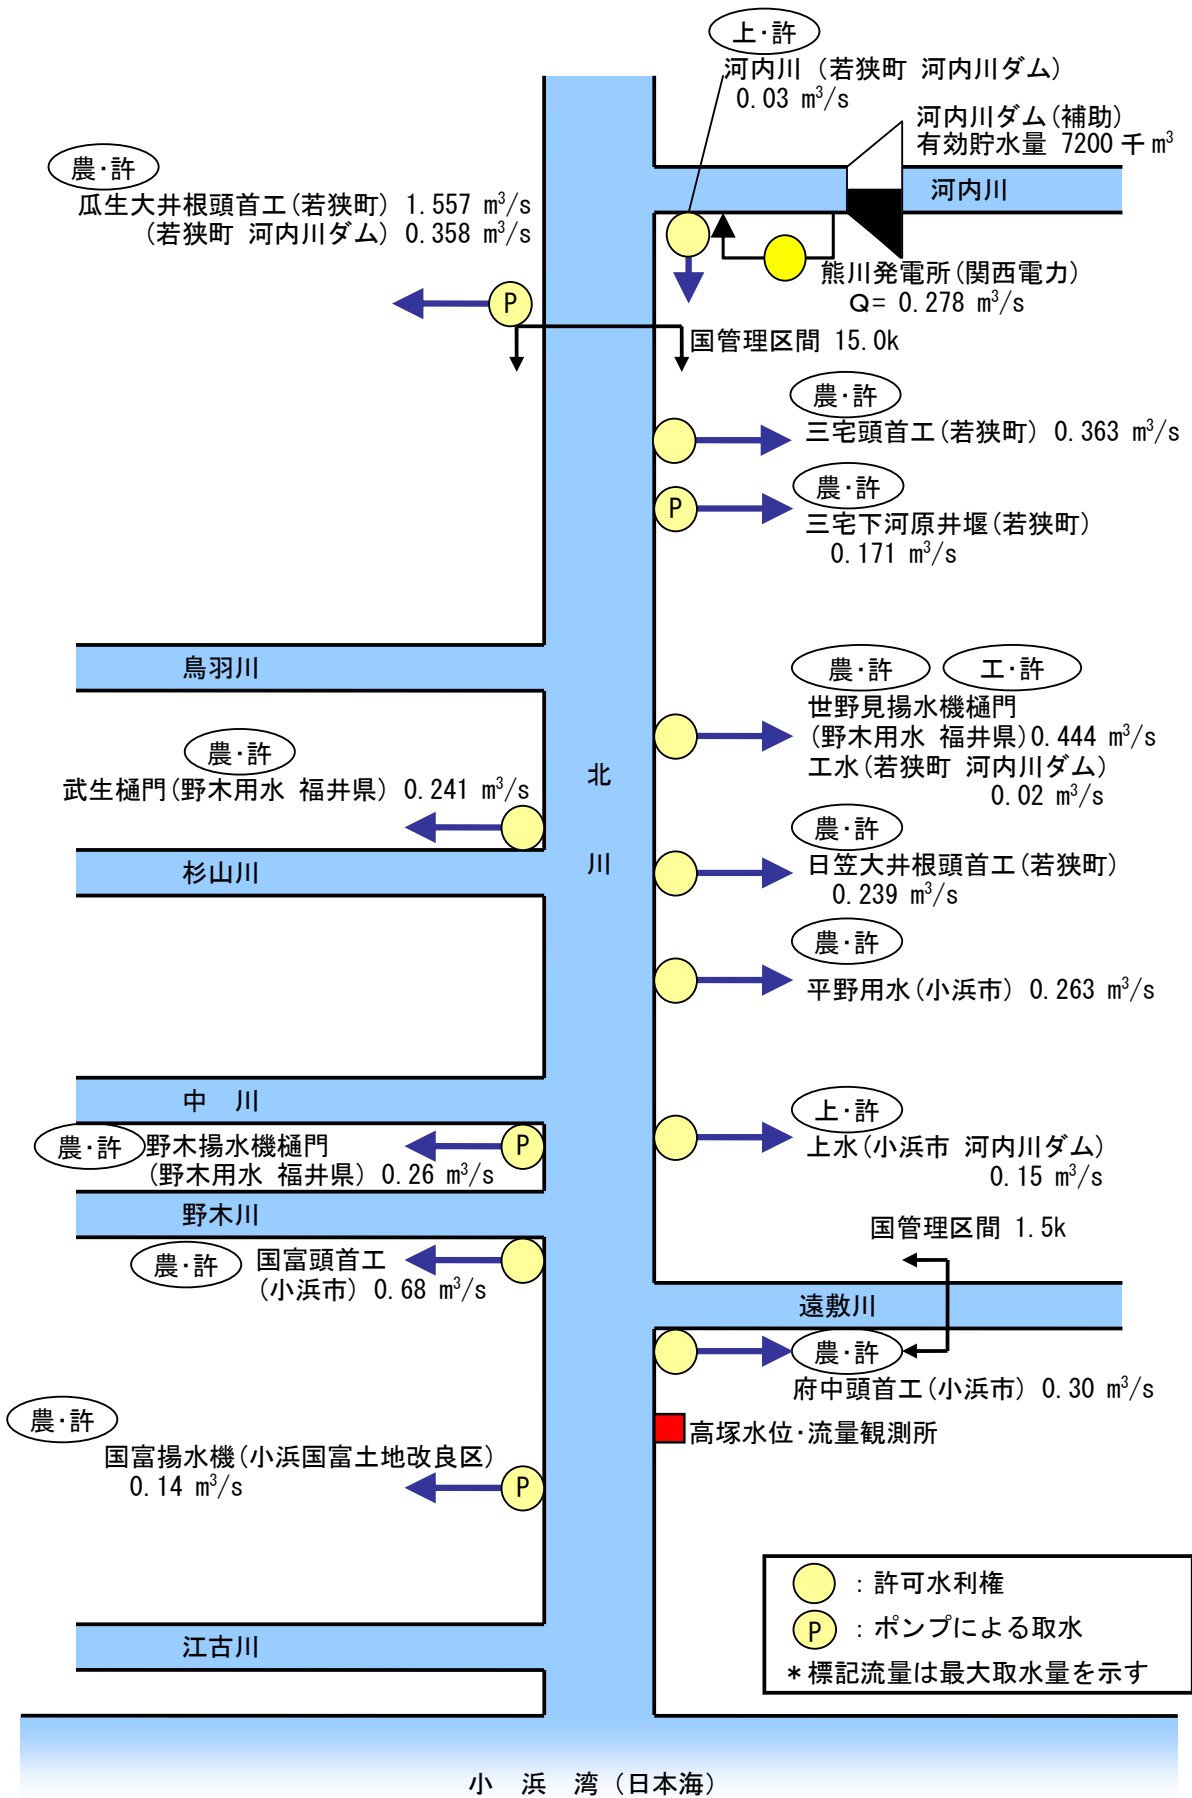 上・許
河内川（若狭町 河内川ダム）
0.03 m³/s
河内川ダム(補助)
有効貯水量 7200千m³
河内川
農・許
瓜生大井根頭首工(若狭町) 1.557 m³/s
(若狭町 河内川ダム) 0.358 m³/s
熊川発電所(関西電力)
Q= 0.278 m³/s
P
国管理区間 15.0k
農・許
三宅頭首工(若狭町) 0.363 m³/s
農・許
P
三宅下河原井堰(若狭町)
0.171 m³/s
鳥羽川
農・許
工・許
世野見揚水機樋門
(野木用水 福井県)0.444 m³/s
工水(若狭町 河内川ダム)
0.02 m³/s
農・許
武生樋門(野木用水 福井県) 0.241 m³/s
北
川
農・許
日笠大井根頭首工(若狭町)
0.239 m³/s
杉山川
農・許
平野用水(小浜市) 0.263 m³/s
中　川
上・許
上水(小浜市 河内川ダム)
0.15 m³/s
農・許
野木揚水機樋門
(野木用水 福井県) 0.26 m³/s
P
野木川
国管理区間 1.5k
農・許
国富頭首工
(小浜市) 0.68 m³/s
遠敷川
農・許
府中頭首工(小浜市) 0.30 m³/s
高塚水位・流量観測所
農・許
国富揚水機(小浜国富土地改良区)
0.14 m³/s
P
：許可水利権
P
：ポンプによる取水
＊標記流量は最大取水量を示す
江古川
小　浜　湾（日本海）